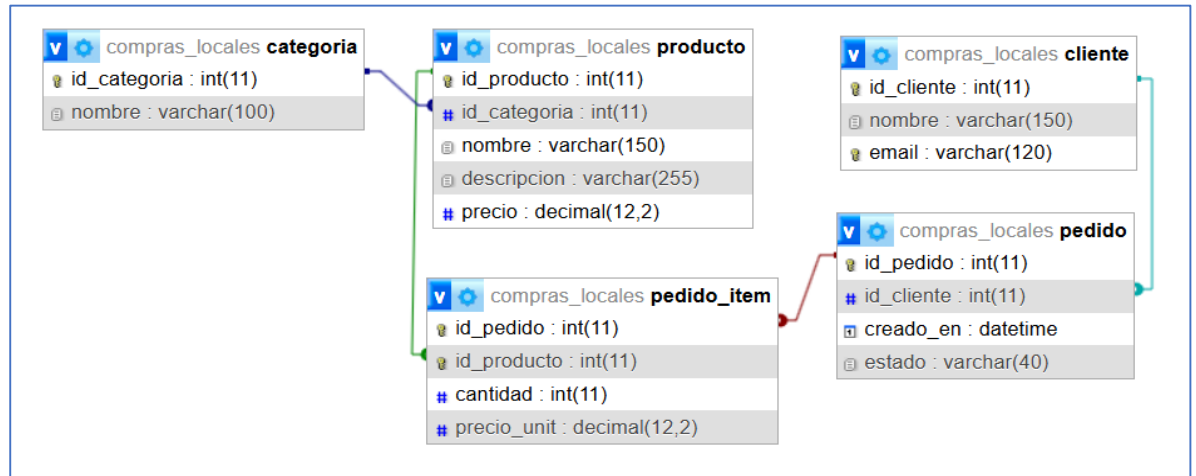 v compras_locales categoria
id_categoria : int(11)
nombre : varchar(100)
v compras_locales producto
id_producto : int(11)
# id_categoria : int(11)
nombre : varchar(150)
descripcion : varchar(255)
# precio : decimal(12,2)
v compras_locales cliente
id_cliente : int(11)
nombre : varchar(150)
email : varchar(120)
v compras_locales pedido_item
id_pedido : int(11)
id_producto : int(11)
# cantidad : int(11)
# precio_unit : decimal(12,2)
v compras_locales pedido
id_pedido : int(11)
# id_cliente : int(11)
creado_en : datetime
estado : varchar(40)